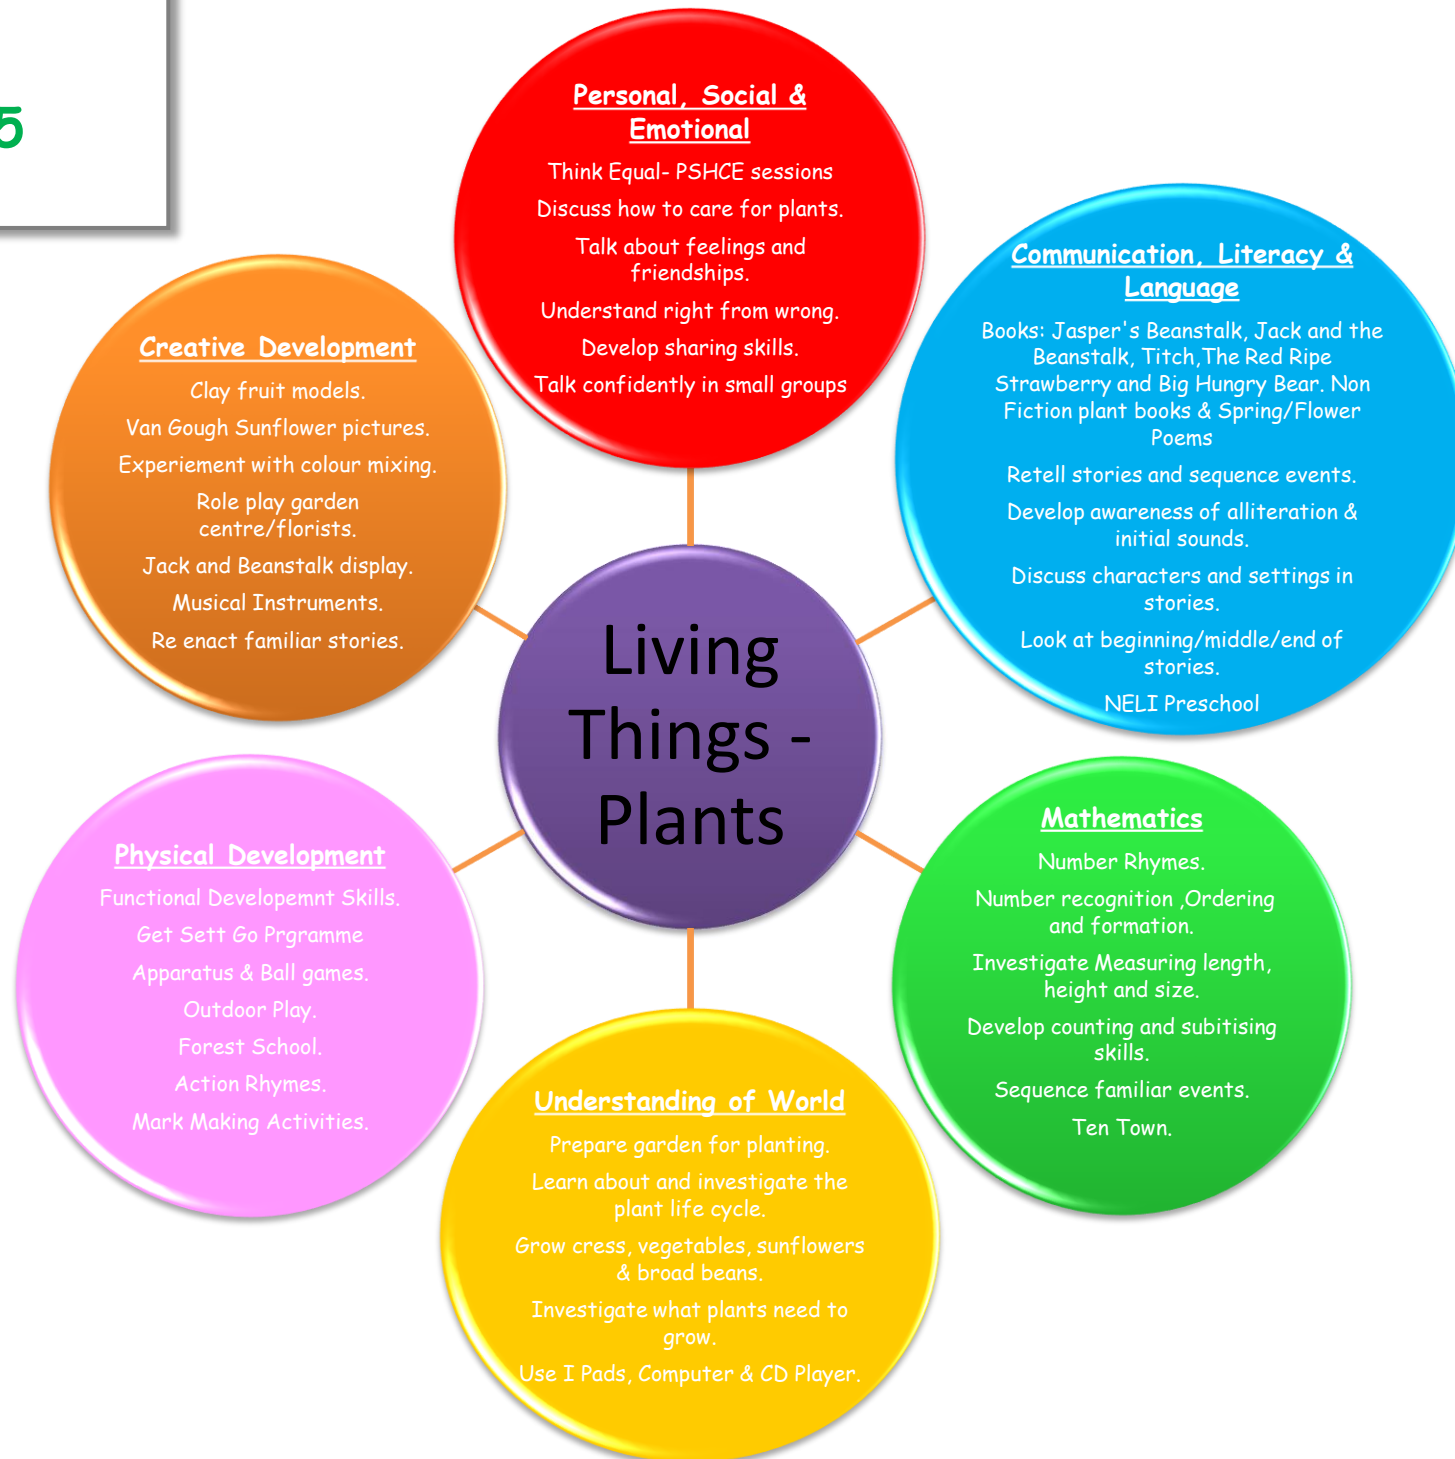 5
Personal, Social &
Emotional
Think Equal- PSHCE sessions
Discuss how to care for plants.
Talk about feelings and
friendships.
Understand right from wrong.
Develop sharing skills.
Talk confidently in small groups
Communication, Literacy &
Language
Books: Jasper's Beanstalk, Jack and the
Beanstalk, Titch,The Red Ripe
Strawberry and Big Hungry Bear. Non
Fiction plant books & Spring/Flower
Poems
Retell stories and sequence events.
Develop awareness of alliteration &
initial sounds.
Discuss characters and settings in
stories.
Look at beginning/middle/end of
stories.
NELI Preschool
Mathematics
Number Rhymes.
Number recognition ,Ordering
and formation.
Investigate Measuring length,
height and size.
Develop counting and subitising
skills.
Sequence familiar events.
Ten Town.
Understanding of World
Prepare garden for planting.
Learn about and investigate the
plant life cycle.
Grow cress, vegetables, sunflowers
& broad beans.
Investigate what plants need to
grow.
Use I Pads, Computer & CD Player.
Physical Development
Functional Developemnt Skills.
Get Sett Go Prgramme
Apparatus & Ball games.
Outdoor Play.
Forest School.
Action Rhymes.
Mark Making Activities.
Creative Development
Clay fruit models.
Van Gough Sunflower pictures.
Experiement with colour mixing.
Role play garden
centre/florists.
Jack and Beanstalk display.
Musical Instruments.
Re enact familiar stories.
Living
Things -
Plants